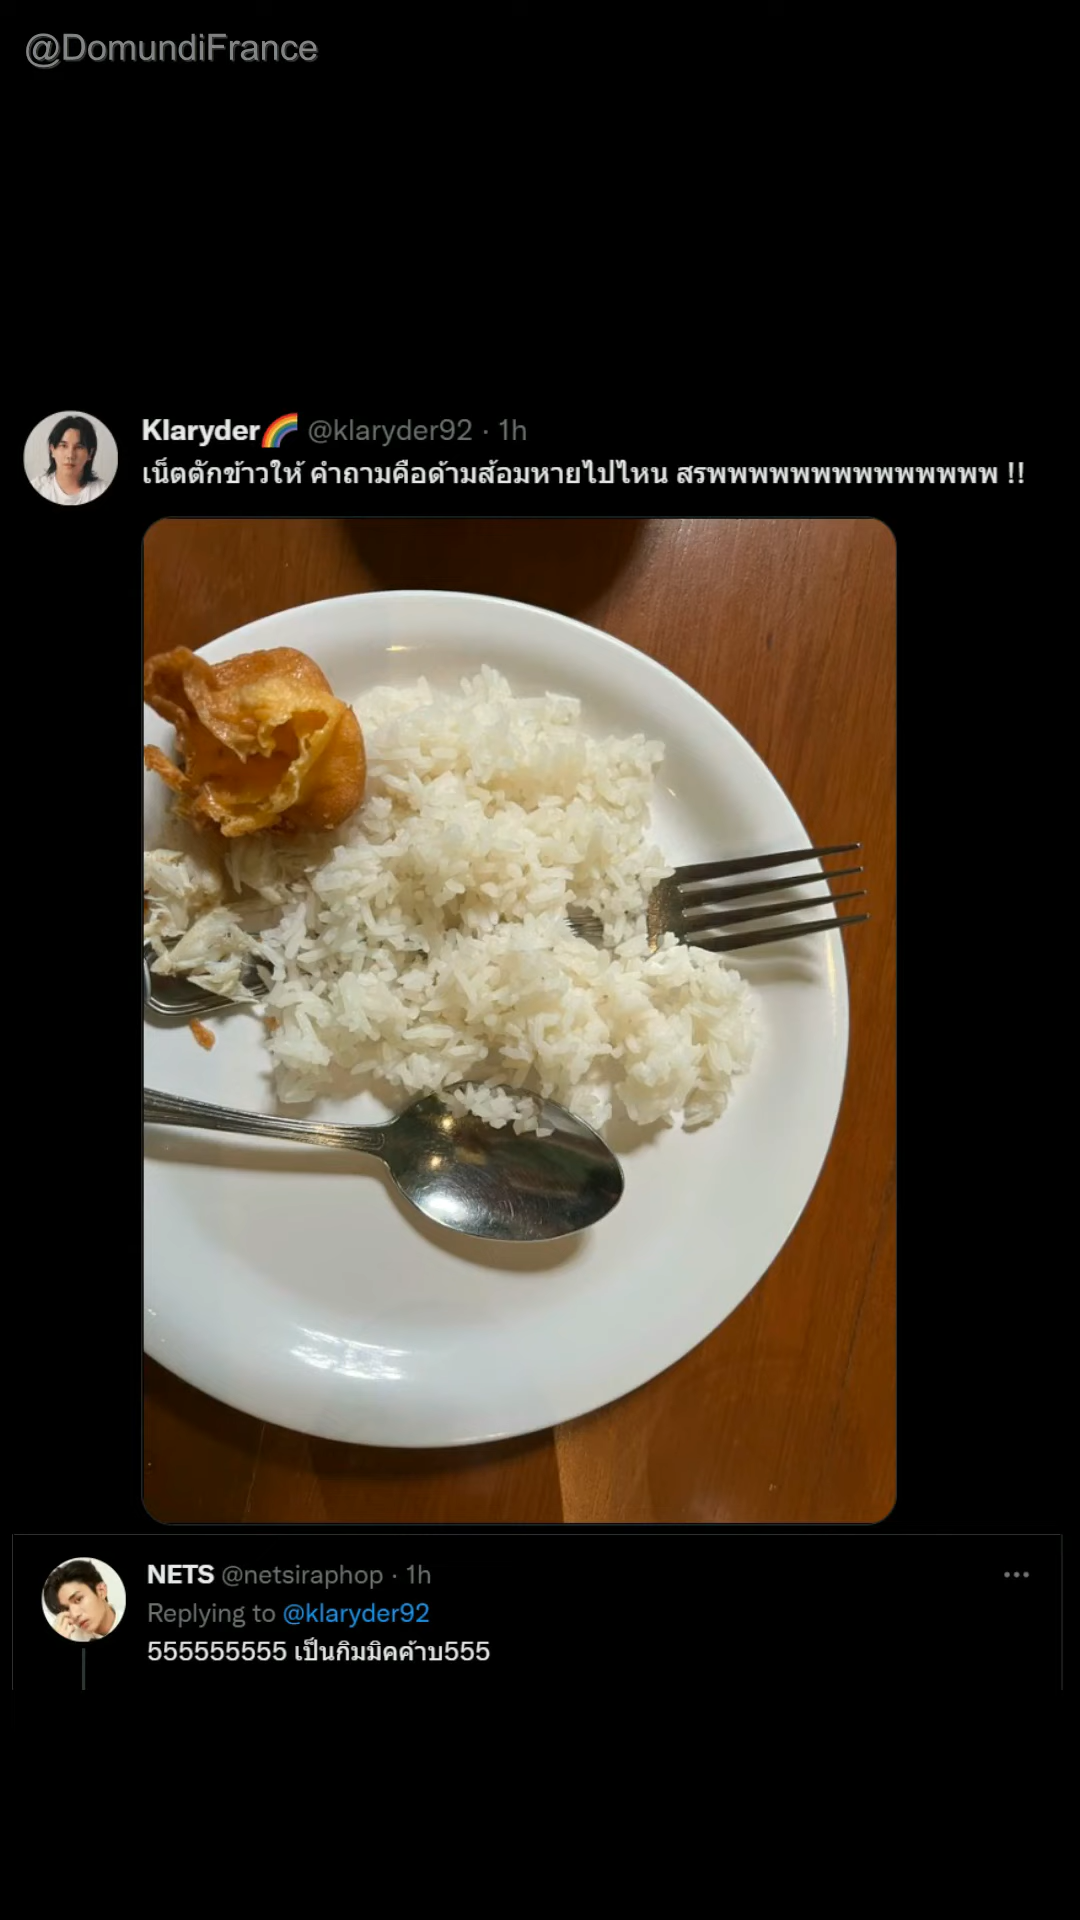 @DomundiFrance
Klaryder🌈 @klaryder92 · 1h
เน็ตตักข้าวให้ คำถามคือด้ามส้อมหายไปไหน สรพพพพพพพพพพพพพพ !!
NETS @netsiraphop · 1h
Replying to @klaryder92
555555555 เป็นกิมมิคค้าบ555